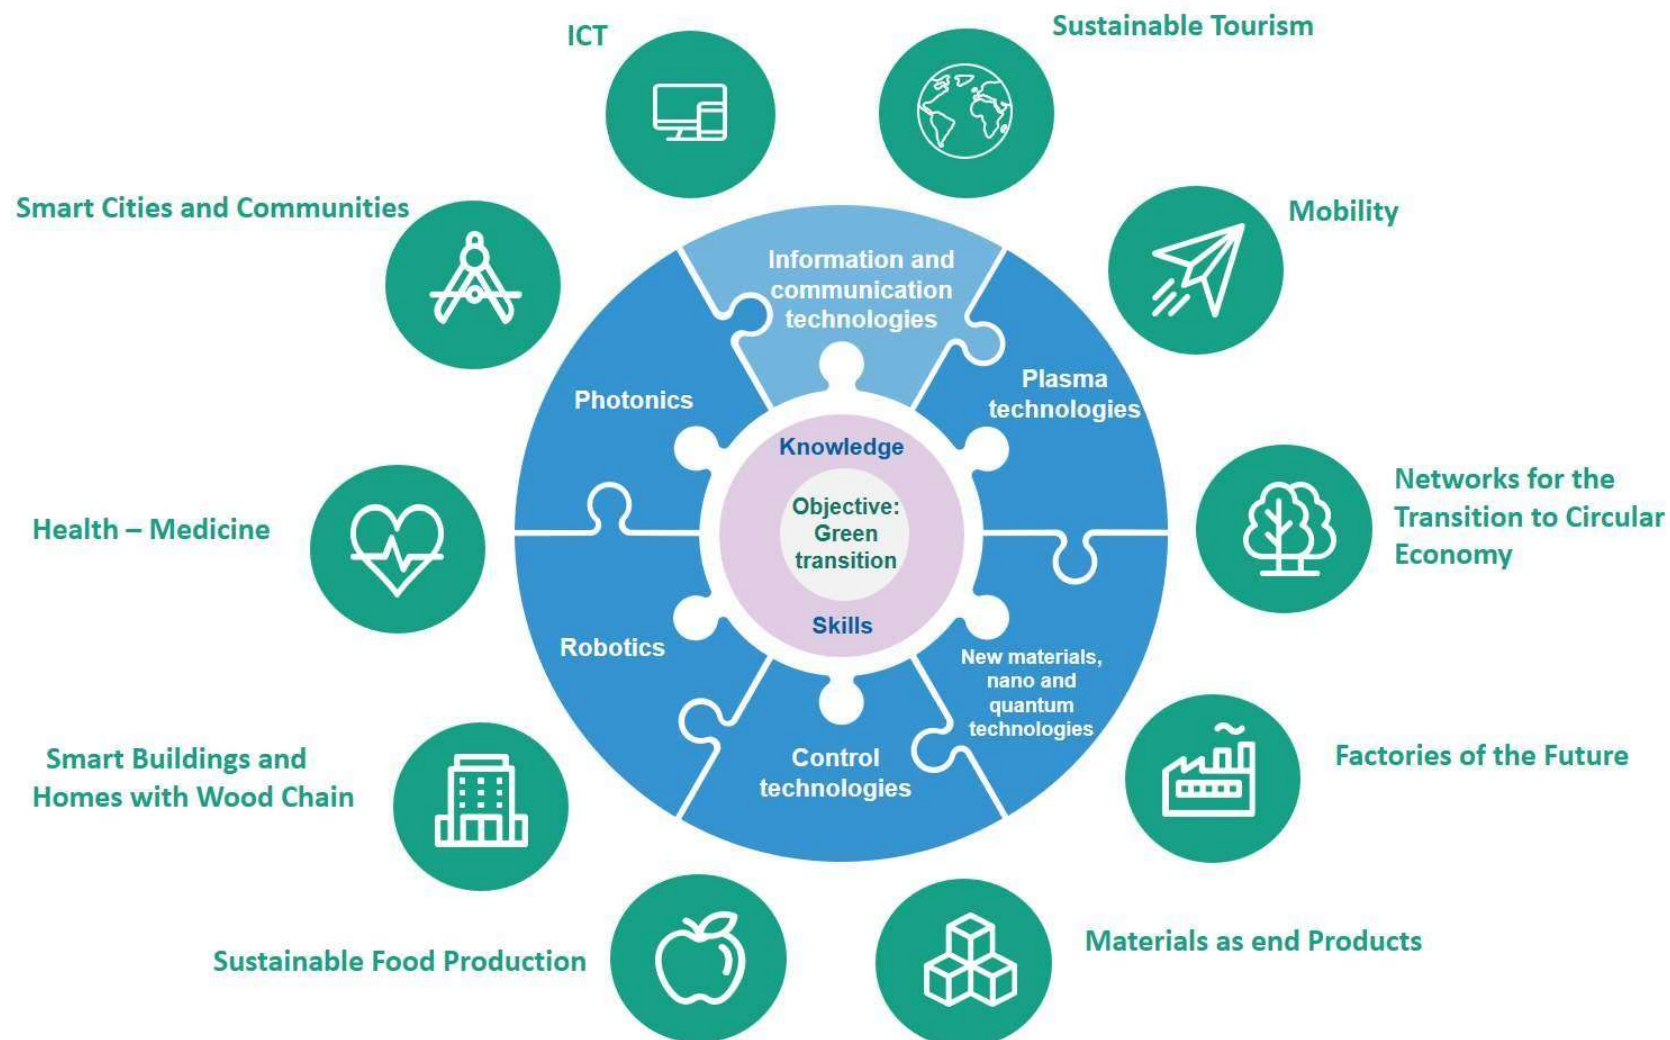 ICT
Sustainable Tourism
Smart Cities and Communities
Mobility
Information and
communication
technologies
Photonics
Plasma
technologies
Knowledge
Objective:
Green
transition
Skills
Health – Medicine
Networks for the
Transition to Circular
Economy
Robotics
New materials,
nano and
quantum
technologies
Control
technologies
Smart Buildings and
Homes with Wood Chain
Factories of the Future
Sustainable Food Production
Materials as end Products